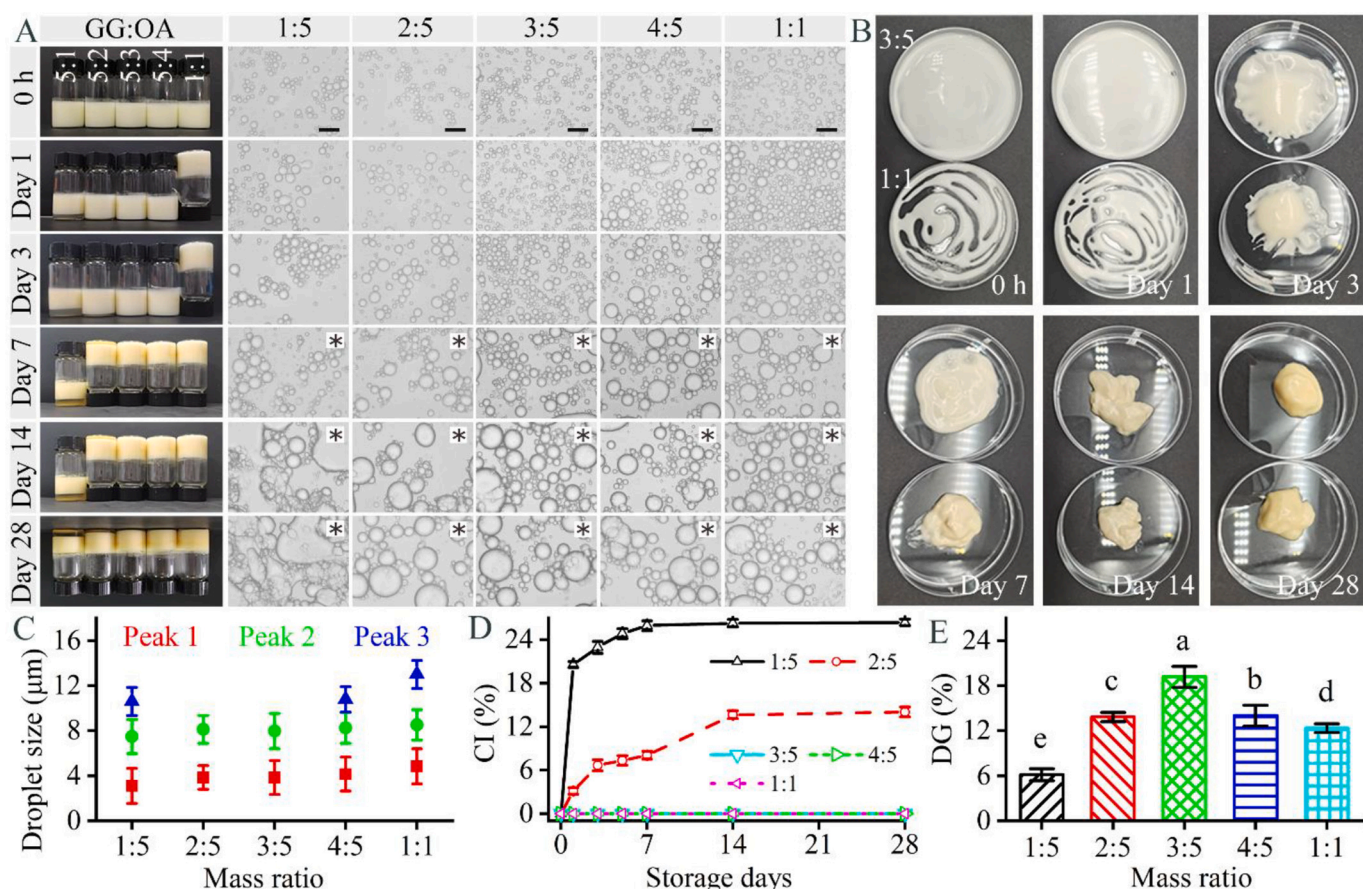 A
GG:OA
1:5
2:5
3:5
4:5
1:1
5:1
5:2
5:3
5:4
1:1
0 h
Day 1
Day 3
Day 7
* * * * *
Day 14
* * * * *
Day 28
* * * * *
B
3:5
1:1
0 h
Day 1
Day 3
Day 7
Day 14
Day 28
C
Peak 1 Peak 2 Peak 3
Droplet size (μm)
16
12
8
4
0
1:5 2:5 3:5 4:5 1:1
Mass ratio
D
CI (%)
24
18
12
6
0
1:5 2:5
3:5 4:5
1:1
0 7 14 21 28
Storage days
E
DG (%)
24
18
12
6
0
e
c
a
b
d
1:5 2:5 3:5 4:5 1:1
Mass ratio